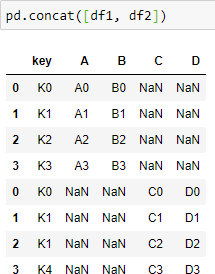 pd.concat([df1, df2])
key A B C D
0 K0 A0 B0 NaN NaN
1 K1 A1 B1 NaN NaN
2 K2 A2 B2 NaN NaN
3 K3 A3 B3 NaN NaN
0 K0 NaN NaN C0 D0
1 K1 NaN NaN C1 D1
2 K1 NaN NaN C2 D2
3 K4 NaN NaN C3 D3